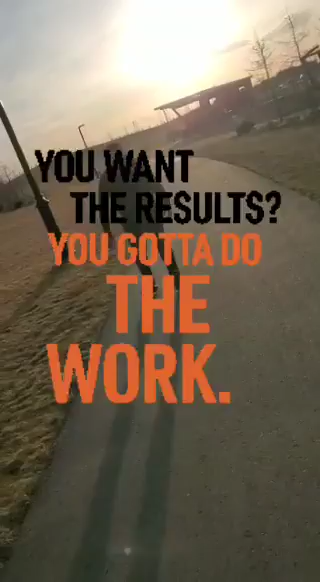 YOU WANT
THE RESULTS?
YOU GOTTA DO
THE
WORK.